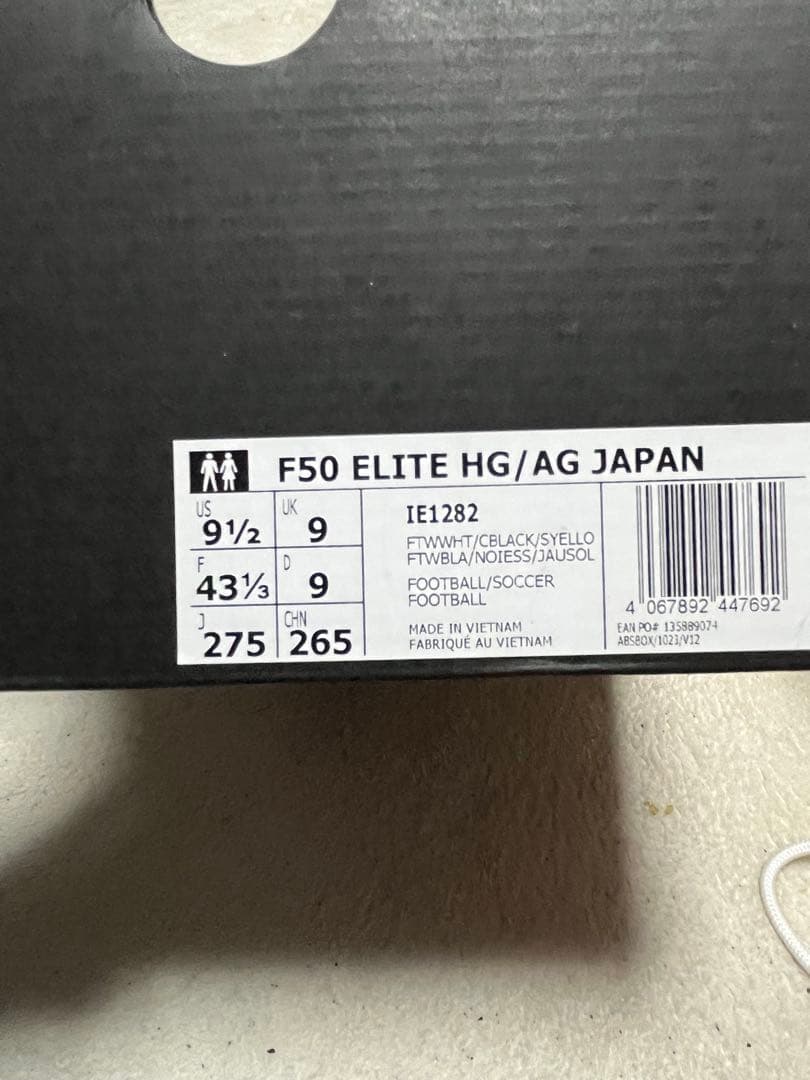 F50 ELITE HG/AG JAPAN
US 9½ UK 9
F 43⅓ D 9
J 275 CHN 265
IE1282
FTWWHT/CBLACK/SYELLO
FTWBLA/NOIESS/JAUSOL
FOOTBALL/SOCCER
FOOTBALL
MADE IN VIETNAM
FABRIQUÉ AU VIETNAM
4 067892 447692
EAN PO# 135889074
ABSBOX/1023/V12